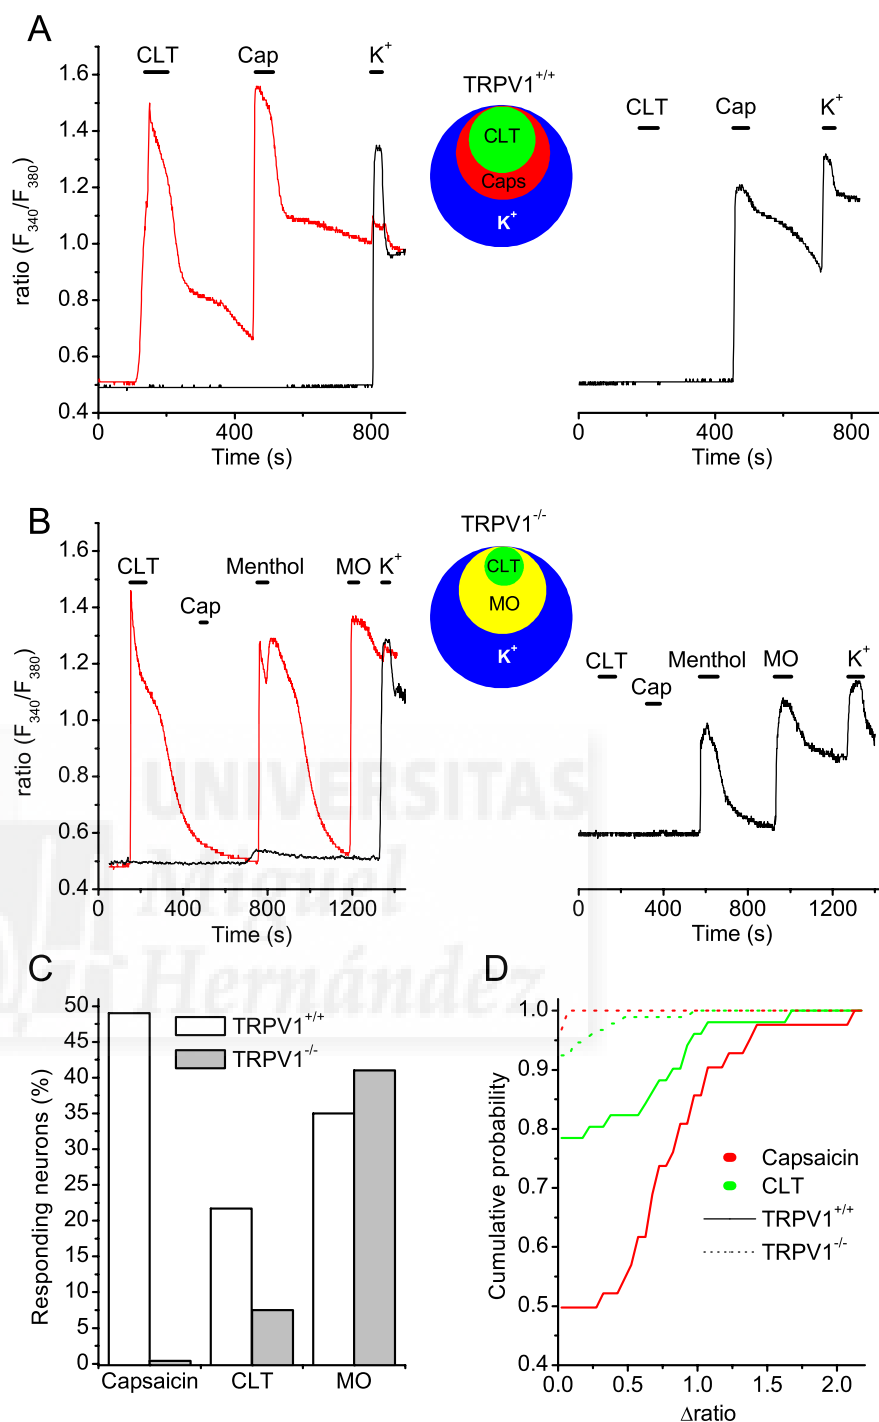 A
CLT Cap K+
TRPV1+/+
CLT
Caps
K+
CLT Cap K+
ratio (F340/F380)
1.6
1.4
1.2
1.0
0.8
0.6
0.4
0 400 800
Time (s)
0 400 800
Time (s)
B
TRPV1-/-
CLT
MO
K+
CLT Cap Menthol MO K+
CLT Cap Menthol MO K+
ratio (F340/F380)
1.6
1.4
1.2
1.0
0.8
0.6
0.4
0 400 800 1200
Time (s)
0 400 800 1200
Time (s)
UNIVERSITAS
Miguel
Hernández
C
TRPV1+/+
TRPV1-/-
Responding neurons (%)
50
45
40
35
30
25
20
15
10
5
0
Capsaicin CLT MO
D
Cumulative probability
1.0
0.9
0.8
0.7
0.6
0.5
0.4
Capsaicin
CLT
TRPV1+/+
TRPV1-/-
0.0 0.5 1.0 1.5 2.0
Δratio